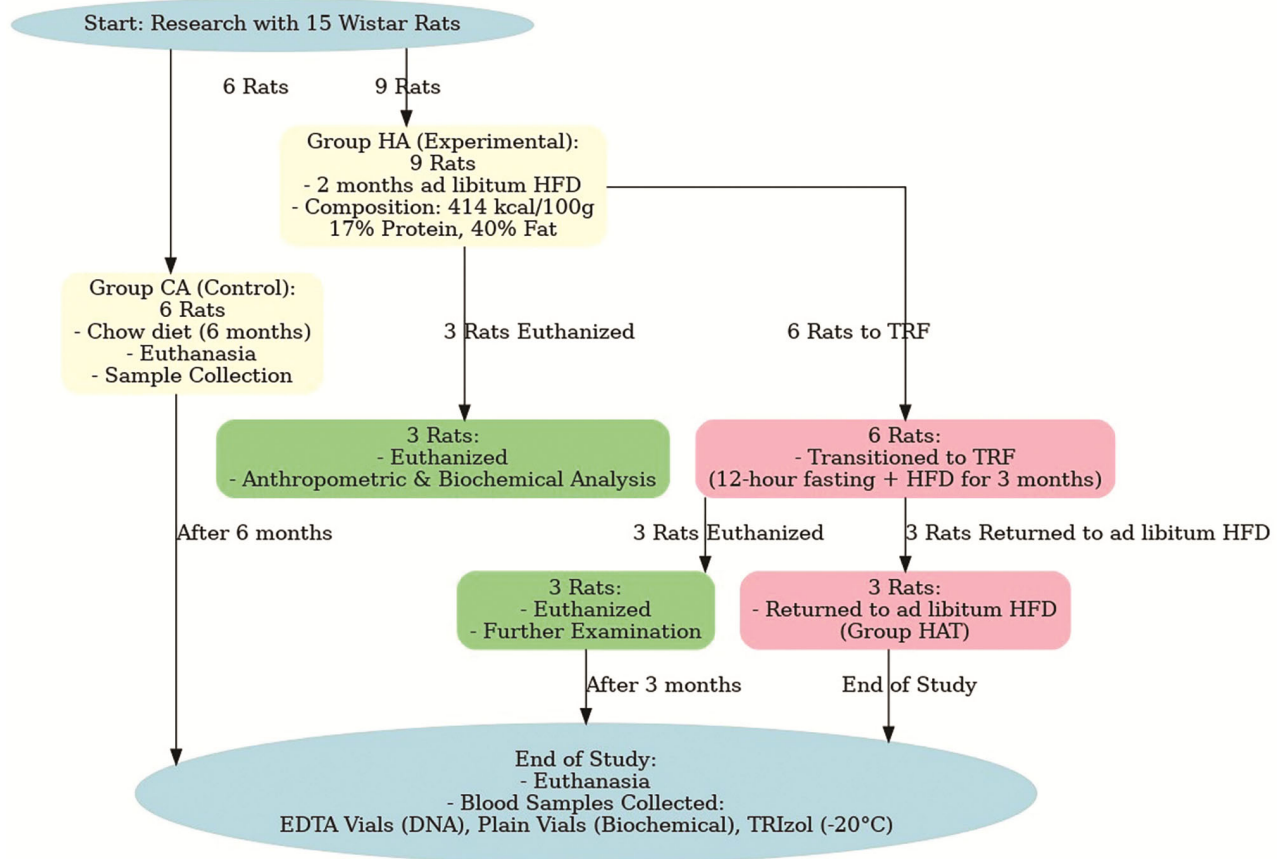 Start: Research with 15 Wistar Rats
6 Rats
9 Rats
Group HA (Experimental):
9 Rats
- 2 months ad libitum HFD
- Composition: 414 kcal/100g
17% Protein, 40% Fat
Group CA (Control):
6 Rats
- Chow diet (6 months)
- Euthanasia
- Sample Collection
3 Rats Euthanized
6 Rats to TRF
3 Rats:
- Euthanized
- Anthropometric & Biochemical Analysis
6 Rats:
- Transitioned to TRF
(12-hour fasting + HFD for 3 months)
After 6 months
3 Rats Euthanized
3 Rats Returned to ad libitum HFD
3 Rats:
- Euthanized
- Further Examination
3 Rats:
- Returned to ad libitum HFD
(Group HAT)
After 3 months
End of Study
End of Study:
- Euthanasia
- Blood Samples Collected:
EDTA Vials (DNA), Plain Vials (Biochemical), TRIzol (-20°C)